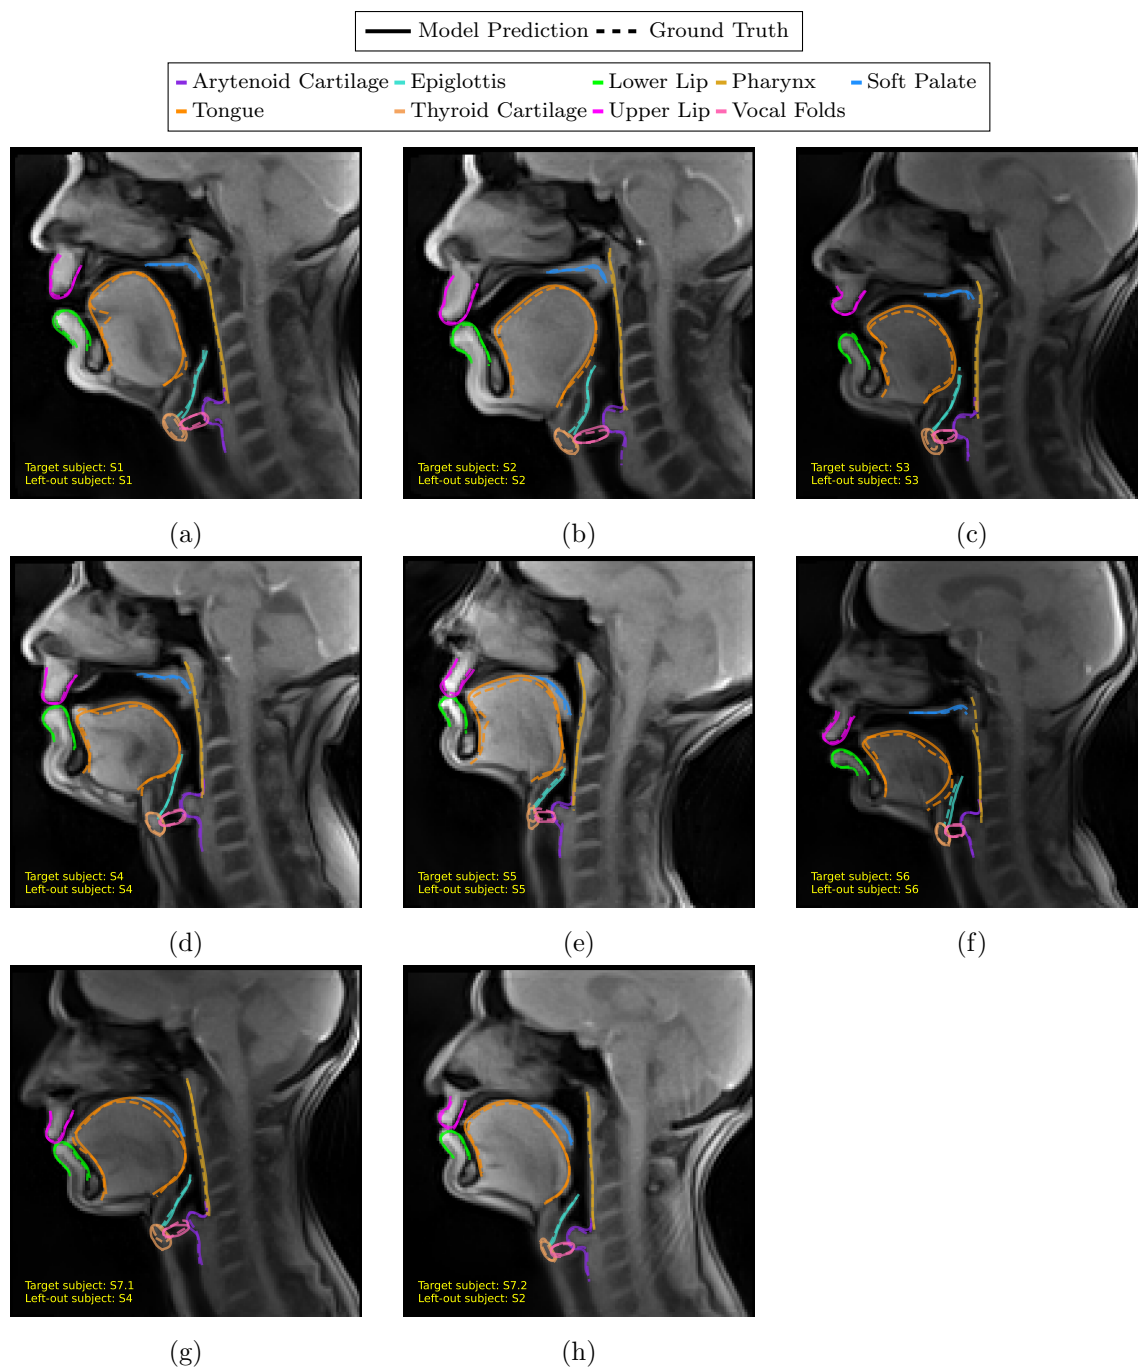 Model Prediction Ground Truth
Arytenoid Cartilage Epiglottis Lower Lip Pharynx Soft Palate
Tongue Thyroid Cartilage Upper Lip Vocal Folds
Target subject: S1
Left-out subject: S1
Target subject: S2
Left-out subject: S2
Target subject: S3
Left-out subject: S3
(a)
(b)
(c)
Target subject: S4
Left-out subject: S4
Target subject: S5
Left-out subject: S5
Target subject: S6
Left-out subject: S6
(d)
(e)
(f)
Target subject: S7.1
Left-out subject: S4
Target subject: S7.2
Left-out subject: S2
(g)
(h)